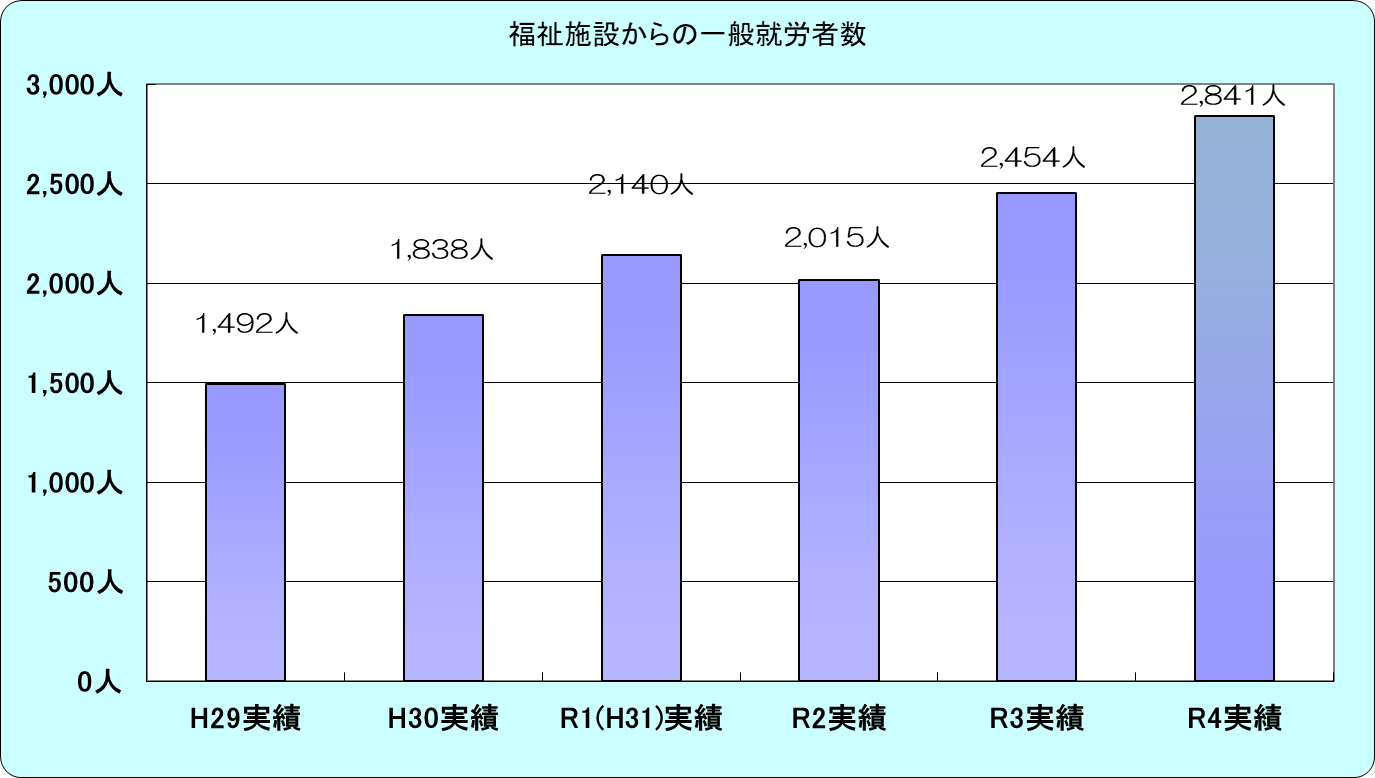 福祉施設からの一般就労者数
3,000人
2,500人
2,000人
1,500人
1,000人
500人
0人
1,492人
1,838人
2,140人
2,015人
2,454人
2,841人
H29実績
H30実績
R1(H31)実績
R2実績
R3実績
R4実績